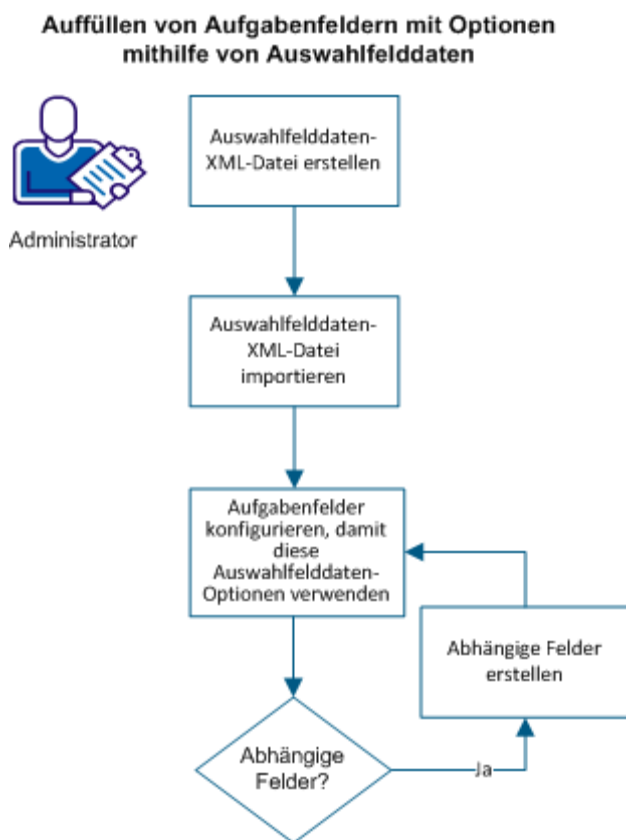 Auffüllen von Aufgabenfeldern mit Optionen
mithilfe von Auswahlfelddaten
Administrator
Auswahlfelddaten-
XML-Datei erstellen
Auswahlfelddaten-
XML-Datei
importieren
Aufgabenfelder
konfigurieren, damit
diese
Auswahlfelddaten-
Optionen verwenden
Abhängige Felder
erstellen
Abhängige
Felder?
Ja